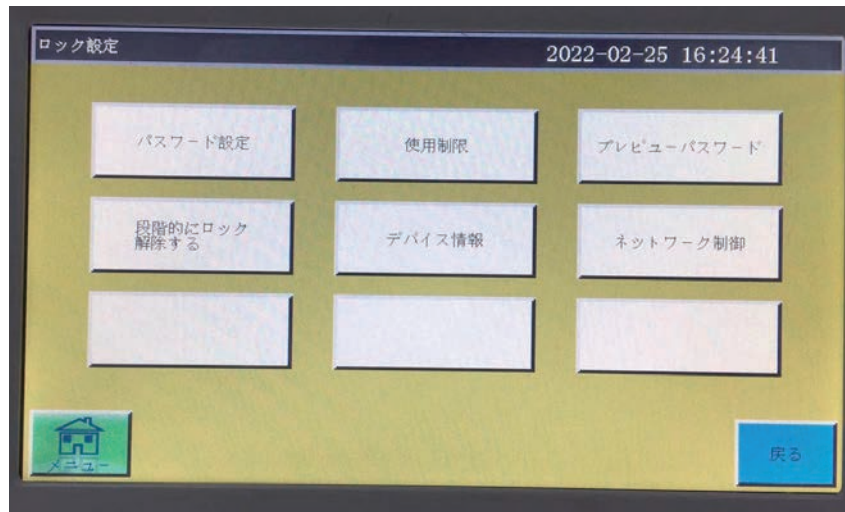 ロック設定
2022-02-25 16:24:41
パスワード設定
使用制限
プレビューパスワード
段階的にロック
解除する
デバイス情報
ネットワーク制御
メニュー
戻る